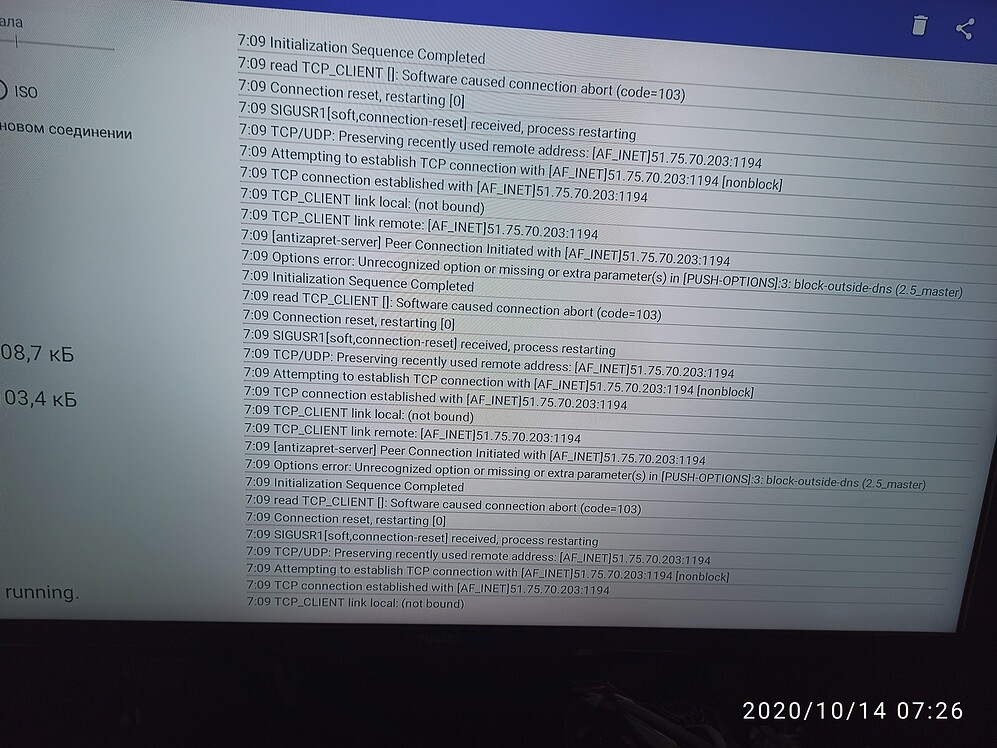 ала
ISO
новом соединении
08,7 кБ
03,4 кБ
running.
7:09 Initialization Sequence Completed
7:09 read TCP_CLIENT []: Software caused connection abort (code=103)
7:09 Connection reset, restarting [0]
7:09 SIGUSR1[soft,connection-reset] received, process restarting
7:09 TCP/UDP: Preserving recently used remote address: [AF_INET]51.75.70.203:1194
7:09 Attempting to establish TCP connection with [AF_INET]51.75.70.203:1194 [nonblock]
7:09 TCP connection established with [AF_INET]51.75.70.203:1194
7:09 TCP_CLIENT link local: (not bound)
7:09 TCP_CLIENT link remote: [AF_INET]51.75.70.203:1194
7:09 [antizapret-server] Peer Connection Initiated with [AF_INET]51.75.70.203:1194
7:09 Options error: Unrecognized option or missing or extra parameter(s) in [PUSH-OPTIONS]:3: block-outside-dns (2.5_master)
7:09 Initialization Sequence Completed
7:09 read TCP_CLIENT []: Software caused connection abort (code=103)
7:09 Connection reset, restarting [0]
7:09 SIGUSR1[soft,connection-reset] received, process restarting
7:09 TCP/UDP: Preserving recently used remote address: [AF_INET]51.75.70.203:1194
7:09 Attempting to establish TCP connection with [AF_INET]51.75.70.203:1194 [nonblock]
7:09 TCP connection established with [AF_INET]51.75.70.203:1194
7:09 TCP_CLIENT link local: (not bound)
7:09 TCP_CLIENT link remote: [AF_INET]51.75.70.203:1194
7:09 [antizapret-server] Peer Connection Initiated with [AF_INET]51.75.70.203:1194
7:09 Options error: Unrecognized option or missing or extra parameter(s) in [PUSH-OPTIONS]:3: block-outside-dns (2.5_master)
7:09 Initialization Sequence Completed
7:09 read TCP_CLIENT []: Software caused connection abort (code=103)
7:09 Connection reset, restarting [0]
7:09 SIGUSR1[soft,connection-reset] received, process restarting
7:09 TCP/UDP: Preserving recently used remote address: [AF_INET]51.75.70.203:1194
7:09 Attempting to establish TCP connection with [AF_INET]51.75.70.203:1194 [nonblock]
7:09 TCP connection established with [AF_INET]51.75.70.203:1194
7:09 TCP_CLIENT link local: (not bound)
2020/10/14 07:26